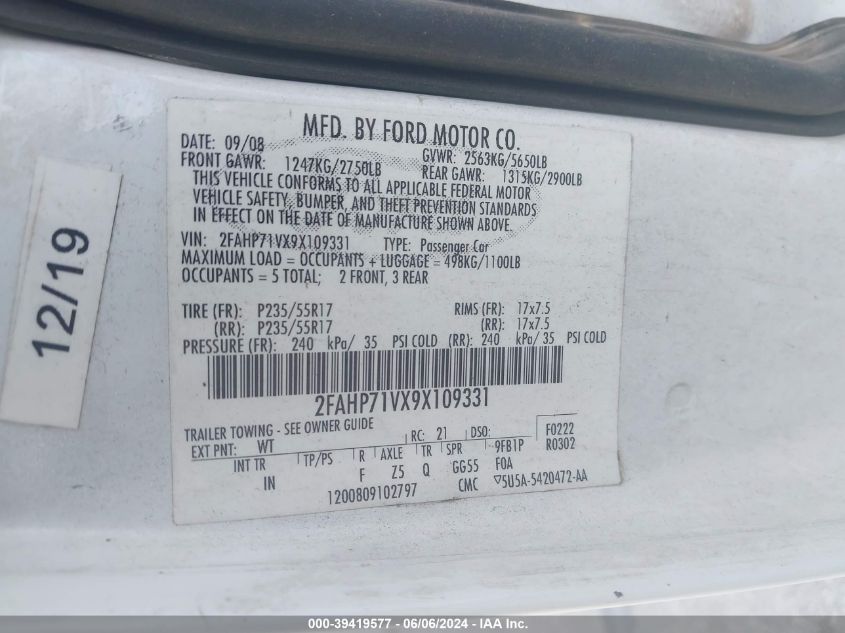 MFD. BY FORD MOTOR CO.
DATE: 09/08 GVWR: 2563KG/5650LB
FRONT GAWR: 1247KG/2750LB REAR GAWR: 1315KG/2900LB
THIS VEHICLE CONFORMS TO ALL APPLICABLE FEDERAL MOTOR
VEHICLE SAFETY, BUMPER, AND THEFT PREVENTION STANDARDS
IN EFFECT ON THE DATE OF MANUFACTURE SHOWN ABOVE.
VIN: 2FAHP71VX9X109331 TYPE: Passenger Car
MAXIMUM LOAD = OCCUPANTS + LUGGAGE = 498KG/1100LB
OCCUPANTS = 5 TOTAL; 2 FRONT, 3 REAR
12/19
TIRE (FR): P235/55R17 RIMS (FR): 17x7.5
(RR): P235/55R17 (RR): 17x7.5
PRESSURE (FR): 240 kPa/ 35 PSI COLD (RR): 240 kPa/ 35 PSI COLD
2FAHP71VX9X109331
TRAILER TOWING - SEE OWNER GUIDE
EXT PNT: WT RC: 21 DSO: F0222
INT TR TP/PS R AXLE TR SPR 9FB1P R0302
IN F Z5 Q GG55 F0A
1200809102797 CMC ▽5U5A-5420472-AA
000-39419577 - 06/06/2024 - IAA Inc.